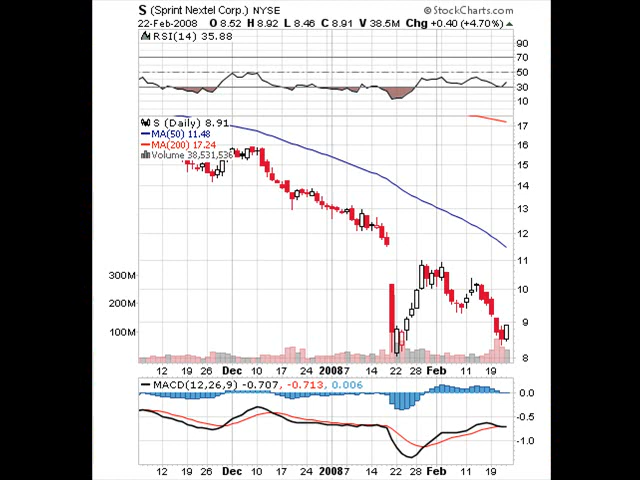 S (Sprint Nextel Corp.) NYSE © StockCharts.com
22-Feb-2008 O 8.52 H 8.92 L 8.46 C 8.91 V 38.5M Chg +0.40 (+4.70%)
RSI(14) 35.88
90
70
50
30
10
S (Daily) 8.91
MA(50) 11.48
MA(200) 17.24
Volume 38,531,536
17
16
15
14
13
12
11
10
9
8
300M
200M
100M
12 19 26 Dec 10 17 24 2008 7 14 22 28 Feb 11 19
MACD(12,26,9) -0.707, -0.713, 0.006
0.0
-0.5
-1.0
12 19 26 Dec 10 17 24 2008 7 14 22 28 Feb 11 19